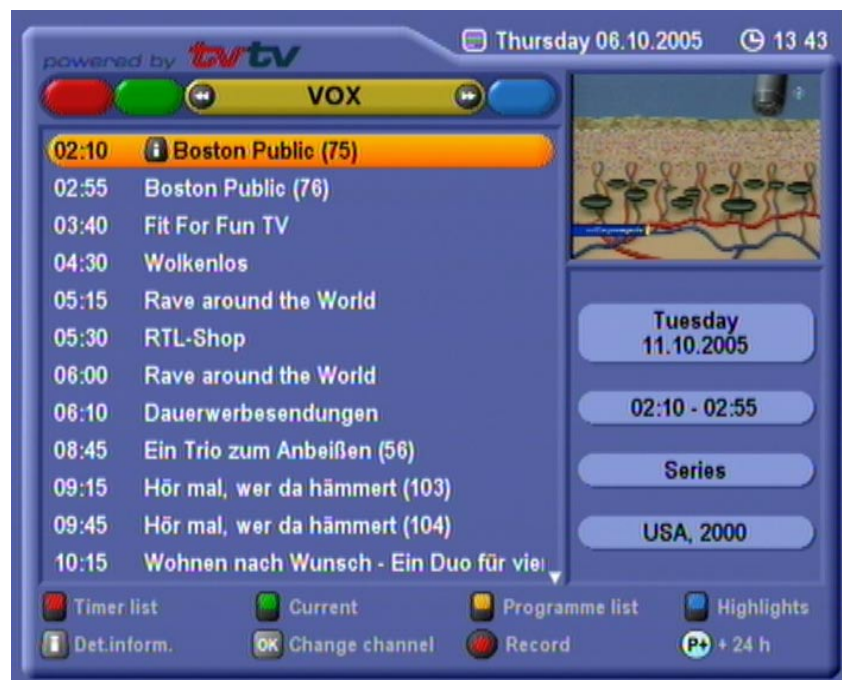 powered by tvtv
Thursday 06.10.2005 13 43
VOX
02:10 Boston Public (75)
02:55 Boston Public (76)
03:40 Fit For Fun TV
04:30 Wolkenlos
05:15 Rave around the World
05:30 RTL-Shop
06:00 Rave around the World
06:10 Dauerwerbesendungen
08:45 Ein Trio zum Anbeißen (56)
09:15 Hör mal, wer da hämmert (103)
09:45 Hör mal, wer da hämmert (104)
10:15 Wohnen nach Wunsch - Ein Duo für vier
Tuesday
11.10.2005
02:10 - 02:55
Series
USA, 2000
Timer list Current Programme list Highlights
i Det.inform. OK Change channel Record P+ + 24 h